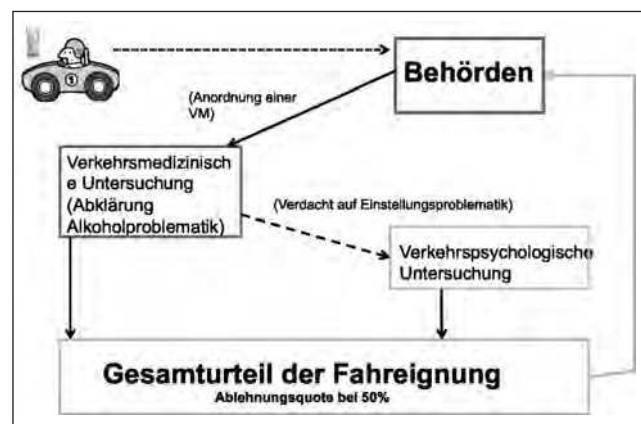 Behörden
(Anordnung einer
VM)
Verkehrsmedizinisch
e Untersuchung
(Abklärung
Alkoholproblematik)
(Verdacht auf Einstellungsproblematik)
Verkehrspsychologische
Untersuchung
Gesamturteil der Fahreignung
Ablehnungsquote bei 50%